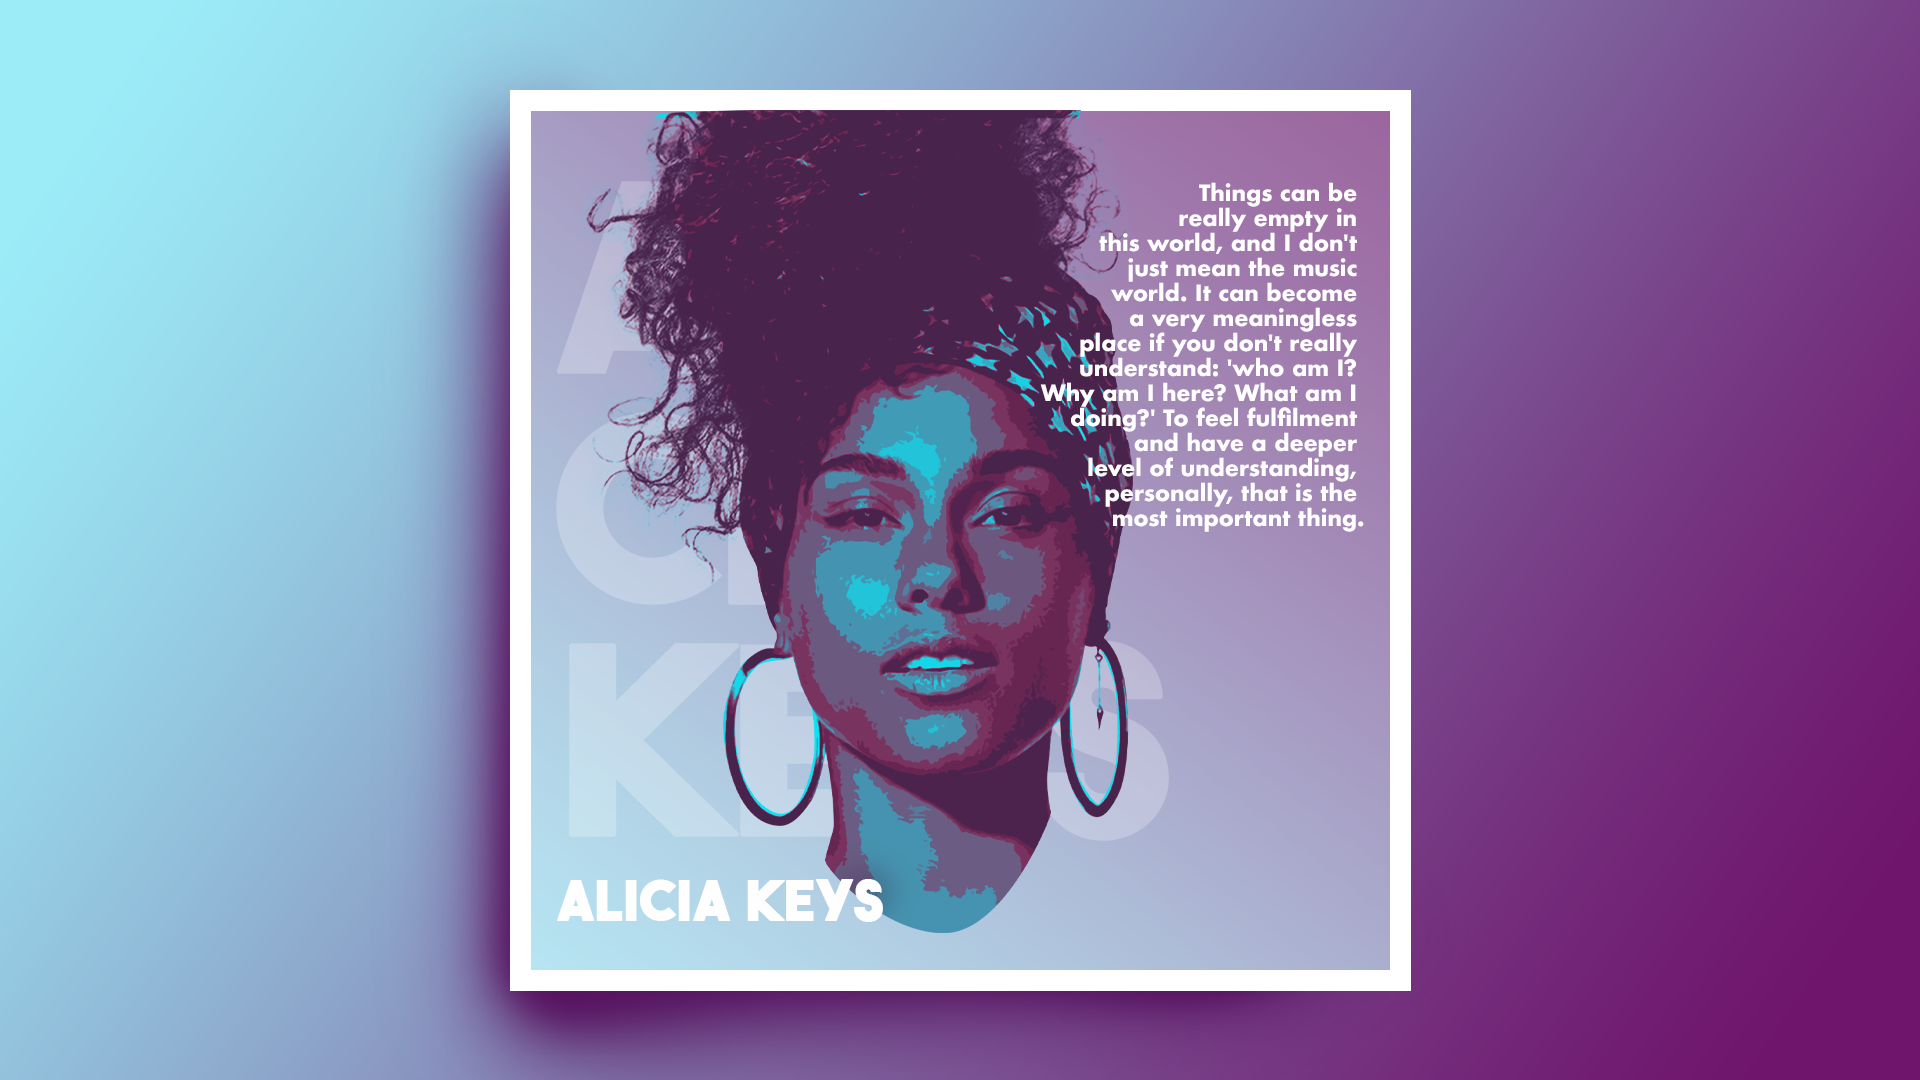 Things can be
really empty in
this world, and I don't
just mean the music
world. It can become
a very meaningless
place if you don't really
understand: 'who am I?
Why am I here? What am I
doing?' To feel fulfilment
and have a deeper
level of understanding,
personally, that is the
most important thing.
KEYS
ALICIA KEYS